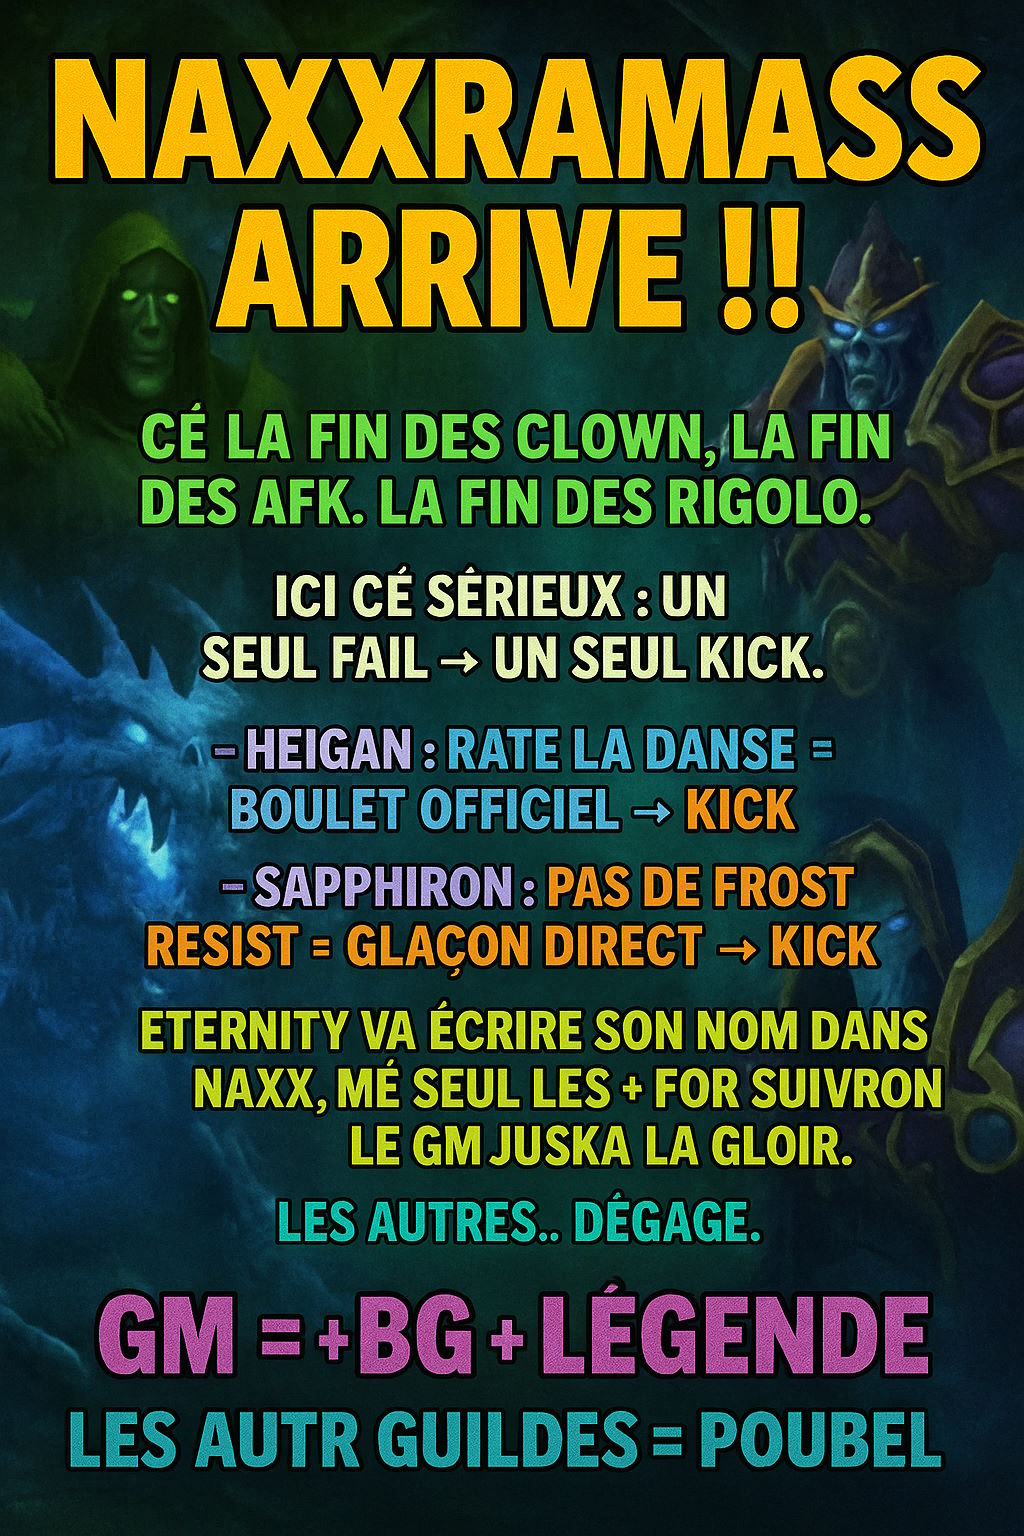 NAXXRAMASS
ARRIVE !!
CÉ LA FIN DES CLOWN, LA FIN
DES AFK. LA FIN DES RIGOLO.
ICI CÉ SÉRIEUX : UN
SEUL FAIL → UN SEUL KICK.
– HEIGAN : RATE LA DANSE =
BOULET OFFICIEL → KICK
– SAPPHIRON : PAS DE FROST
RESIST = GLAÇON DIRECT → KICK
ETERNITY VA ÉCRIRE SON NOM DANS
NAXX, MÉ SEUL LES + FOR SUIVRON
LE GM JUSKA LA GLOIR.
LES AUTRES.. DÉGAGE.
GM = +BG + LÉGENDE
LES AUTR GUILDES = POUBEL